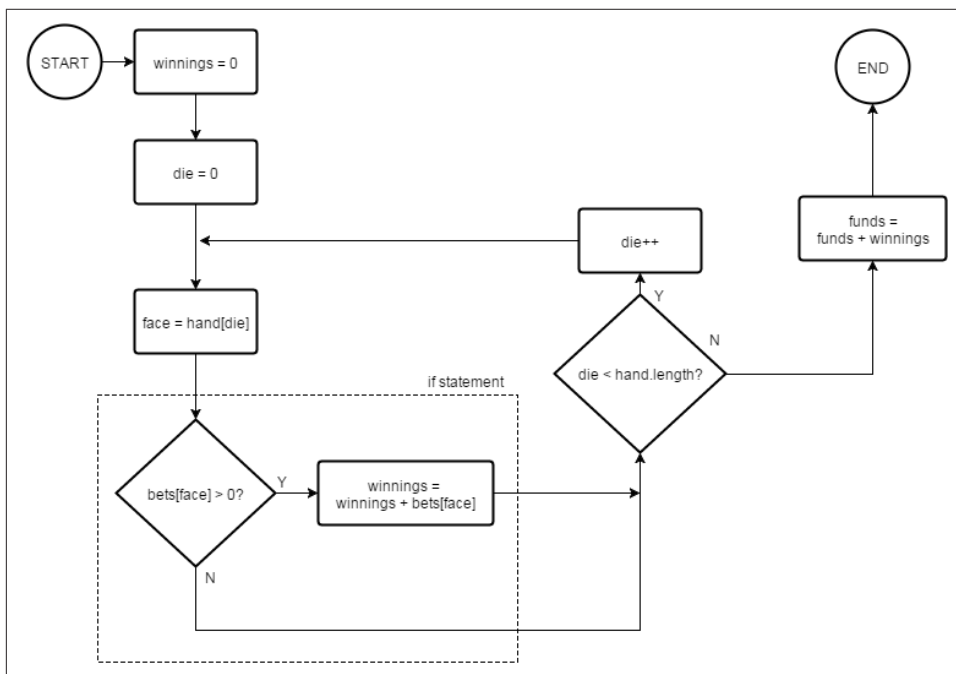 START
winnings = 0
die = 0
face = hand[die]
if statement
bets[face] > 0?
Y
winnings =
winnings + bets[face]
N
die < hand.length?
Y
die++
N
funds =
funds + winnings
END